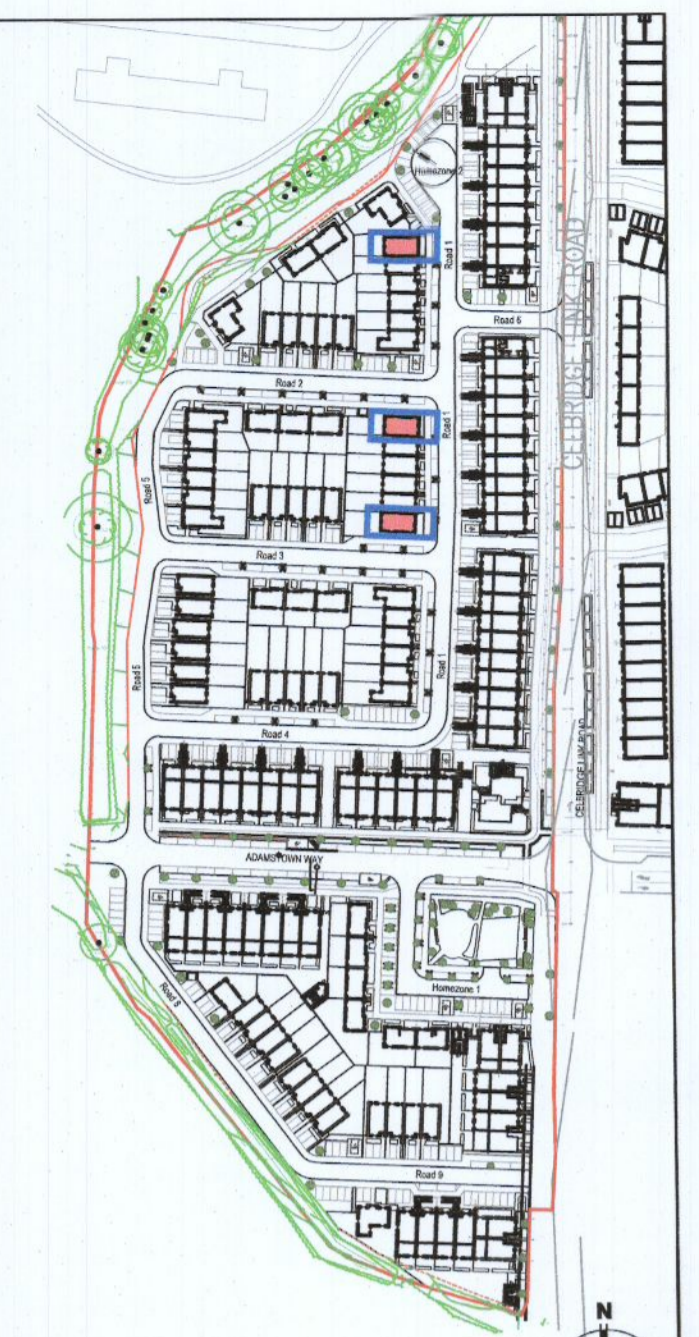 Homezone 2
Road 1
Road 6
CELBRIDGE LINK ROAD
Road 2
Road 1
Road 5
Road 3
Road 5
Road 1
Road 4
CELBRIDGE LINK ROAD
ADAMSTOWN WAY
Homezone 1
Road 8
Road 9
N